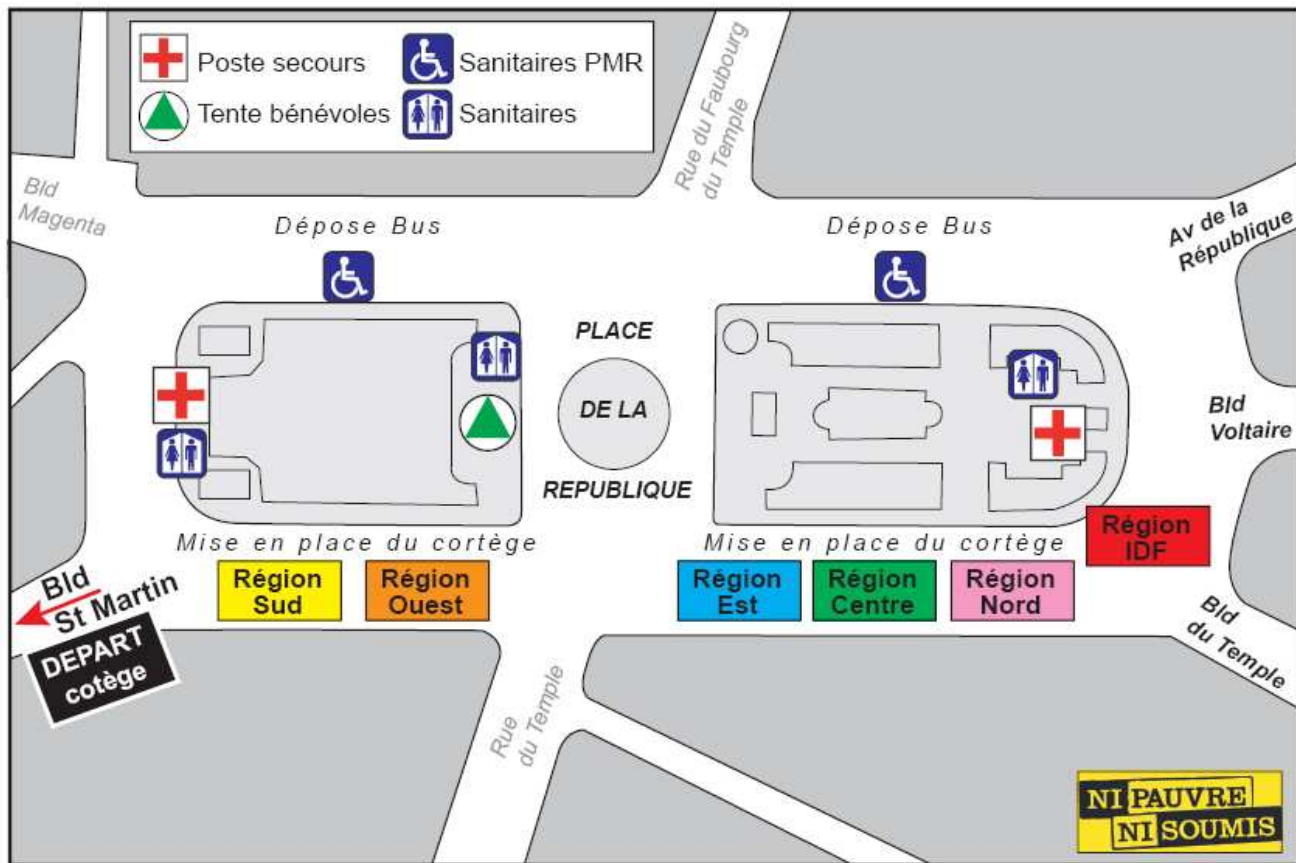 Poste secours
Sanitaires PMR
Tente bénévoles
Sanitaires
Rue du Faubourg
du Temple
Bld
Magenta
Dépose Bus
Dépose Bus
Av de la
République
PLACE
DE LA
REPUBLIQUE
Bld
Voltaire
Mise en place du cortège
Mise en place du cortège
Région
IDF
Région
Sud
Région
Ouest
Région
Est
Région
Centre
Région
Nord
Bld
St Martin
DEPART
cotège
Bld
du Temple
Rue
du Temple
NI PAUVRE
NI SOUMIS